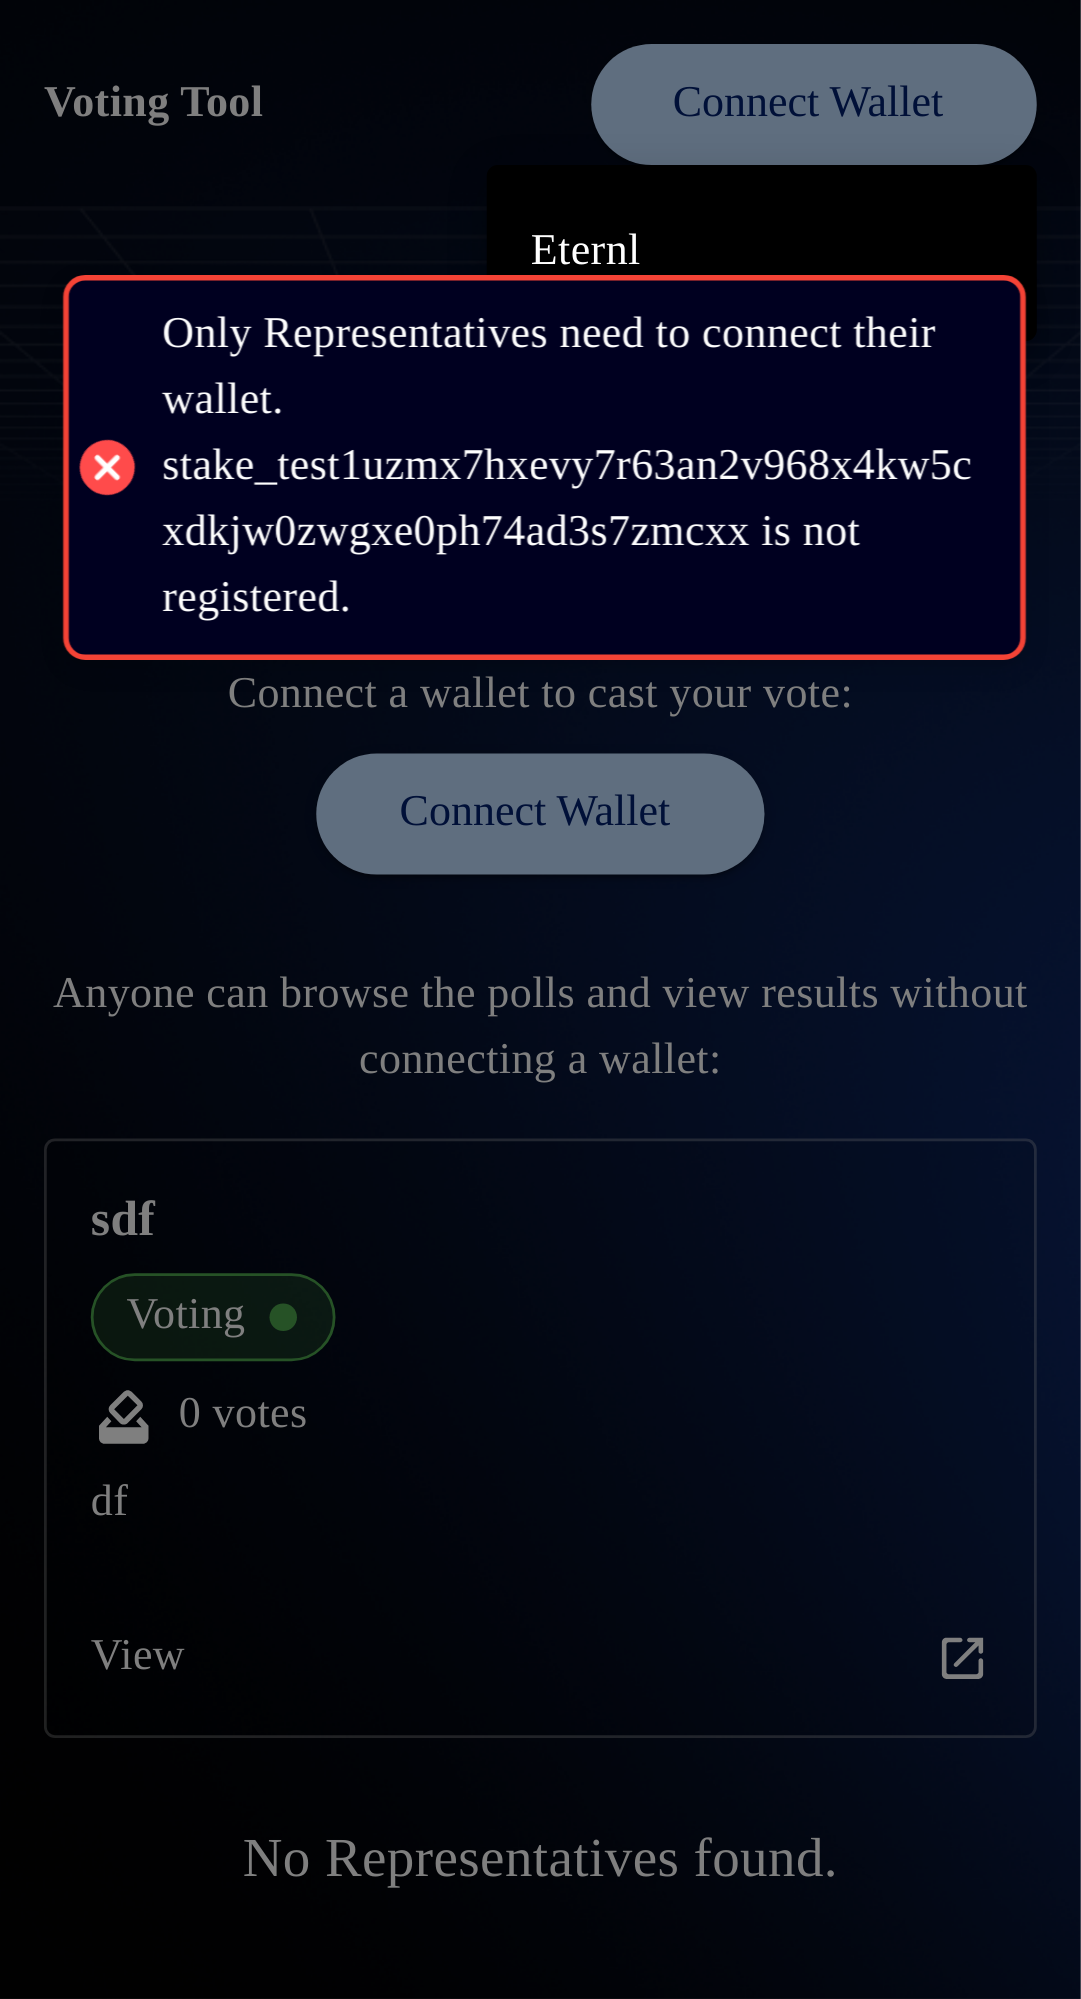 Voting Tool
Connect Wallet
Eternl
Only Representatives need to connect their
wallet.
stake_test1uzmx7hxevy7r63an2v968x4kw5c
xdkjw0zwgxe0ph74ad3s7zmcxx is not
registered.
Connect a wallet to cast your vote:
Connect Wallet
Anyone can browse the polls and view results without
connecting a wallet:
sdf
Voting
0 votes
df
View
No Representatives found.